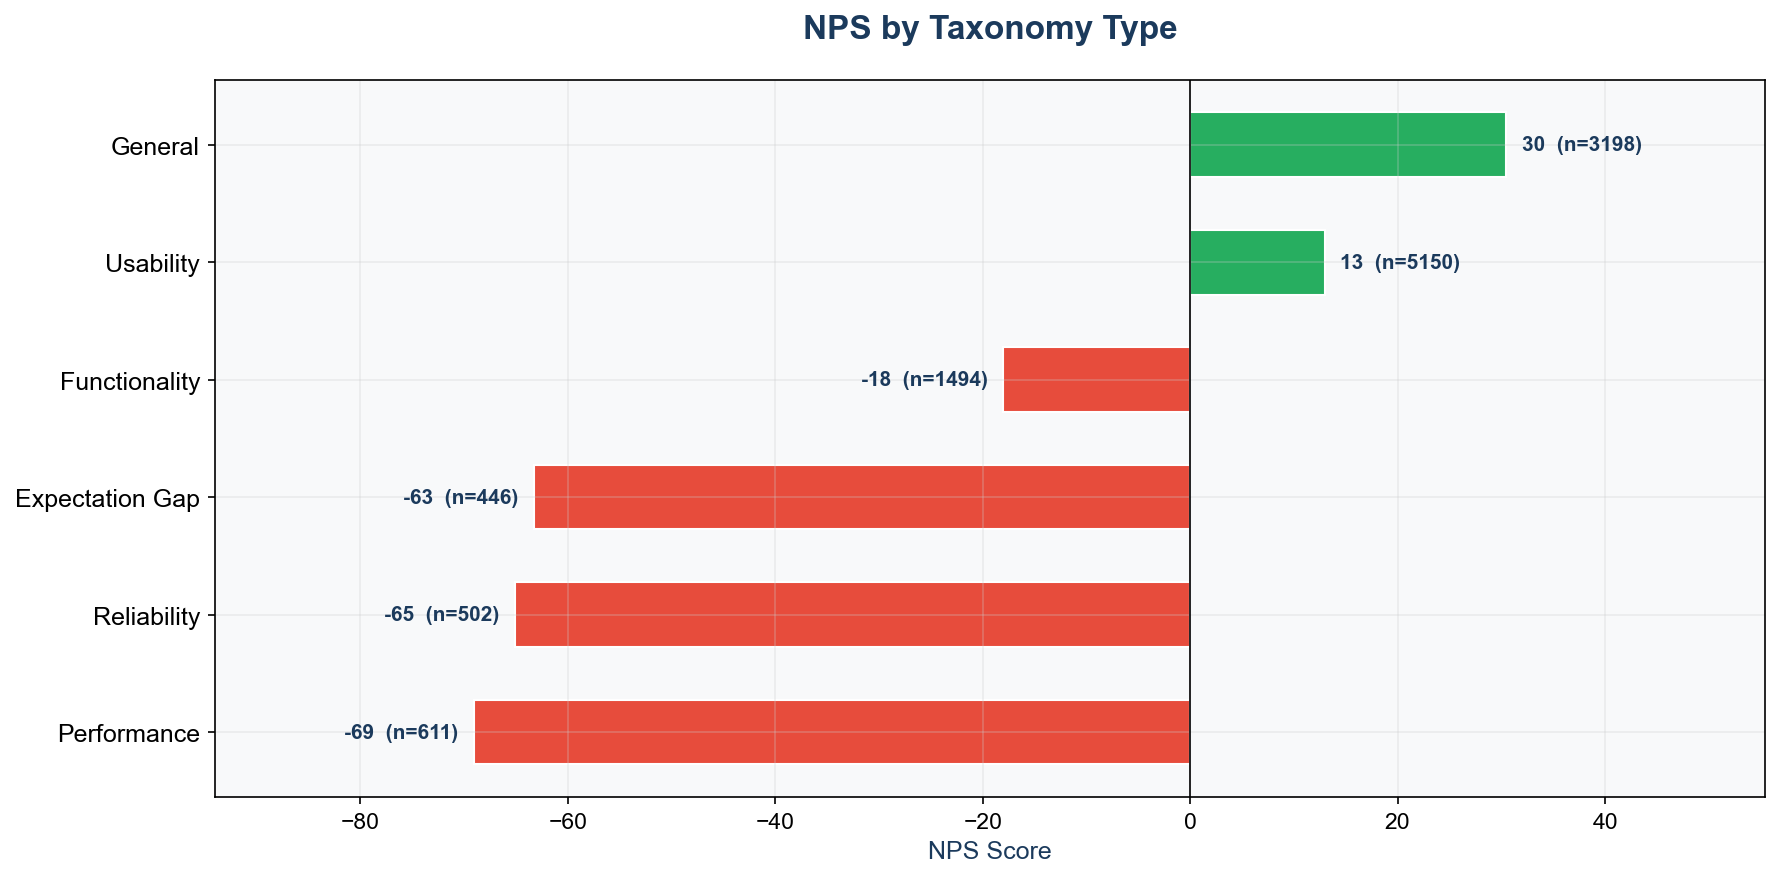 NPS by Taxonomy Type
General
30 (n=3198)
Usability
13 (n=5150)
Functionality
-18 (n=1494)
Expectation Gap
-63 (n=446)
Reliability
-65 (n=502)
Performance
-69 (n=611)
−80 −60 −40 −20 0 20 40
NPS Score